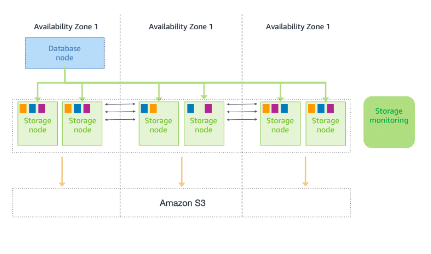 Availability Zone 1
Availability Zone 1
Availability Zone 1
Database
node
Storage
node
Storage
node
Storage
node
Storage
node
Storage
node
Storage
node
Storage
monitoring
Amazon S3